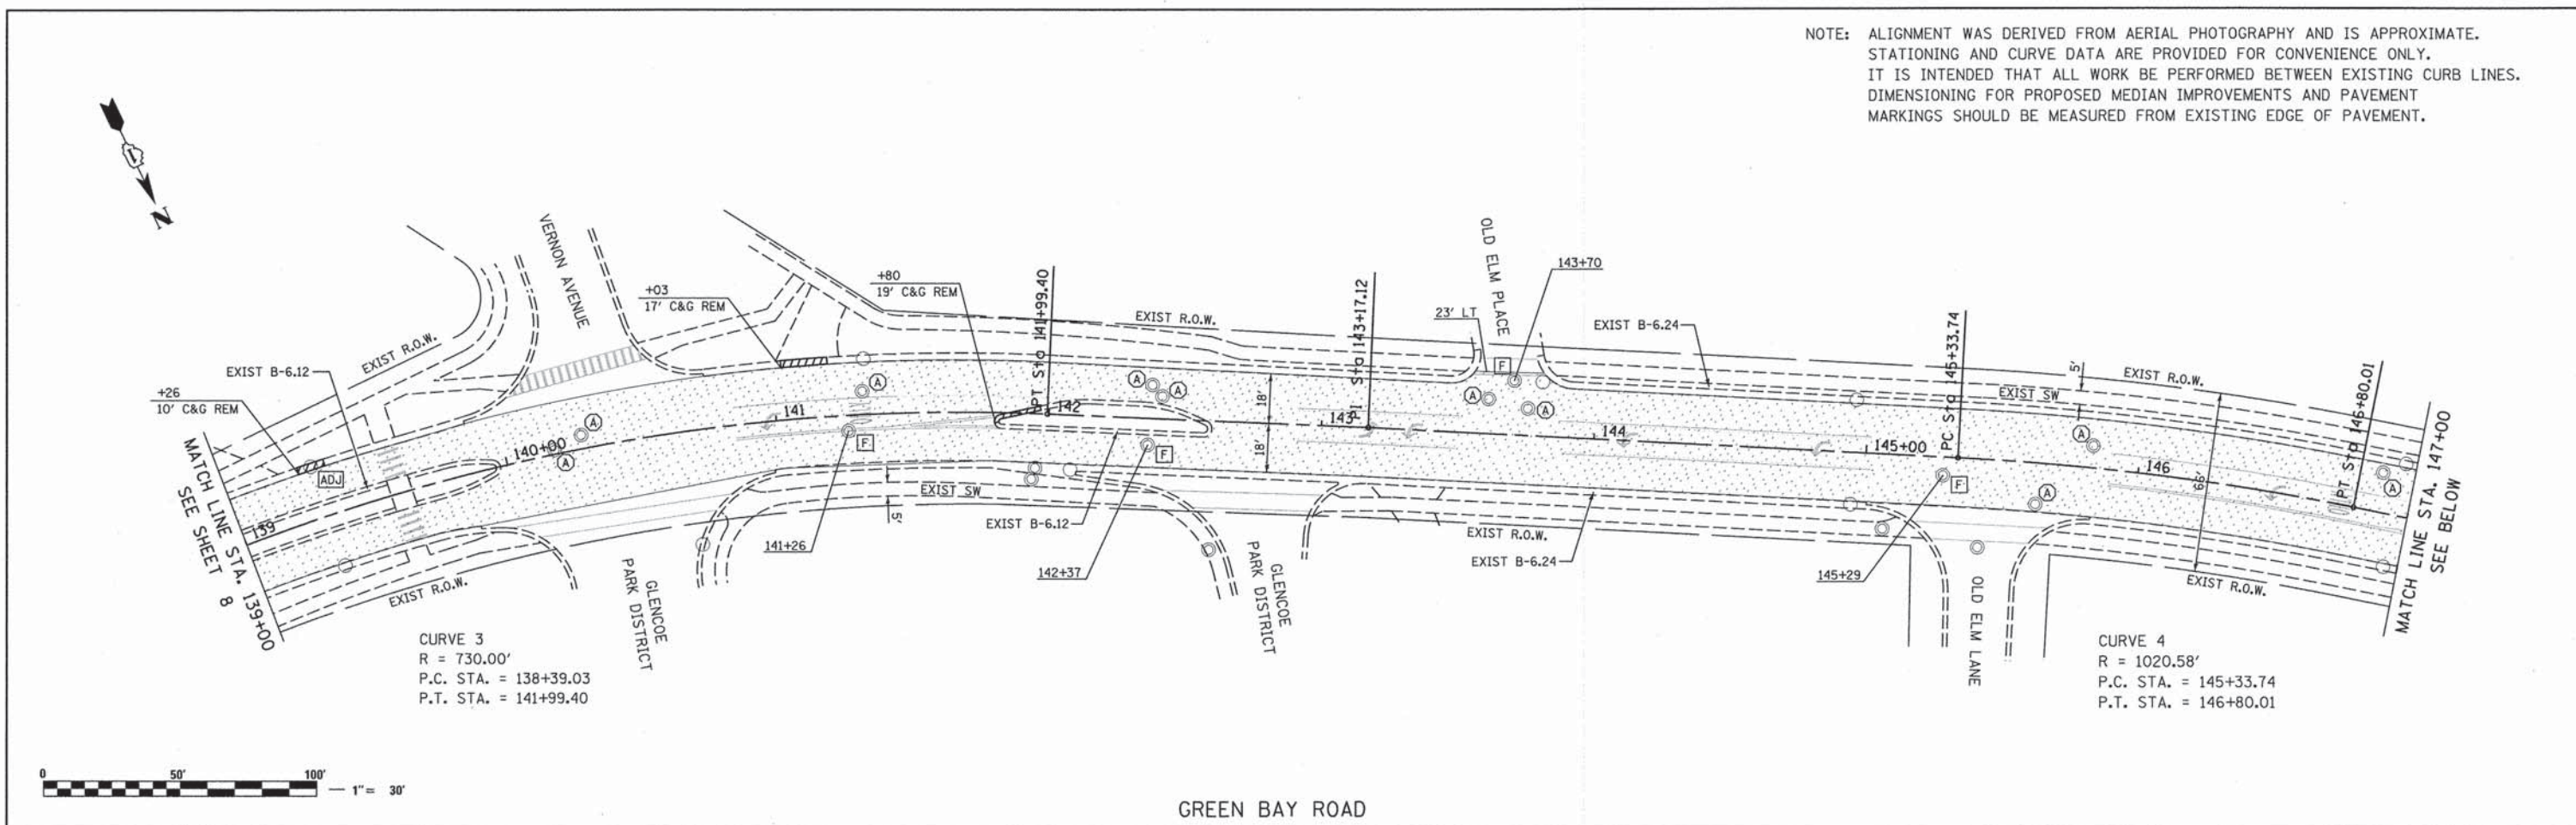 NOTE: ALIGNMENT WAS DERIVED FROM AERIAL PHOTOGRAPHY AND IS APPROXIMATE.
STATIONING AND CURVE DATA ARE PROVIDED FOR CONVENIENCE ONLY.
IT IS INTENDED THAT ALL WORK BE PERFORMED BETWEEN EXISTING CURB LINES.
DIMENSIONING FOR PROPOSED MEDIAN IMPROVEMENTS AND PAVEMENT
MARKINGS SHOULD BE MEASURED FROM EXISTING EDGE OF PAVEMENT.
N
MATCH LINE STA. 139+00
SEE SHEET
8
139
+26
10' C&G REM
EXIST B-6.12
EXIST R.O.W.
ADJ
EXIST R.O.W.
VERNON AVENUE
140+00
A
A
+03
17' C&G REM
GLENCOE
PARK DISTRICT
141
A
F
141+26
+80
19' C&G REM
EXIST SW
5'
PT Sta 141+99.40
142
EXIST R.O.W.
A
A
F
142+37
EXIST B-6.12
GLENCOE
PARK DISTRICT
18'
18'
143
PI Sta 143+17.12
23' LT
OLD ELM PLACE
F
143+70
A
A
EXIST B-6.24
144
EXIST R.O.W.
EXIST B-6.24
145+00
PC Sta 145+33.74
F
145+29
A
OLD ELM LANE
EXIST SW
5'
EXIST R.O.W.
A
146
66'
PT Sta 146+80.01
A
EXIST R.O.W.
MATCH LINE STA. 147+00
SEE BELOW
CURVE 3
R = 730.00'
P.C. STA. = 138+39.03
P.T. STA. = 141+99.40
CURVE 4
R = 1020.58'
P.C. STA. = 145+33.74
P.T. STA. = 146+80.01
0 50' 100'
1" = 30'
GREEN BAY ROAD